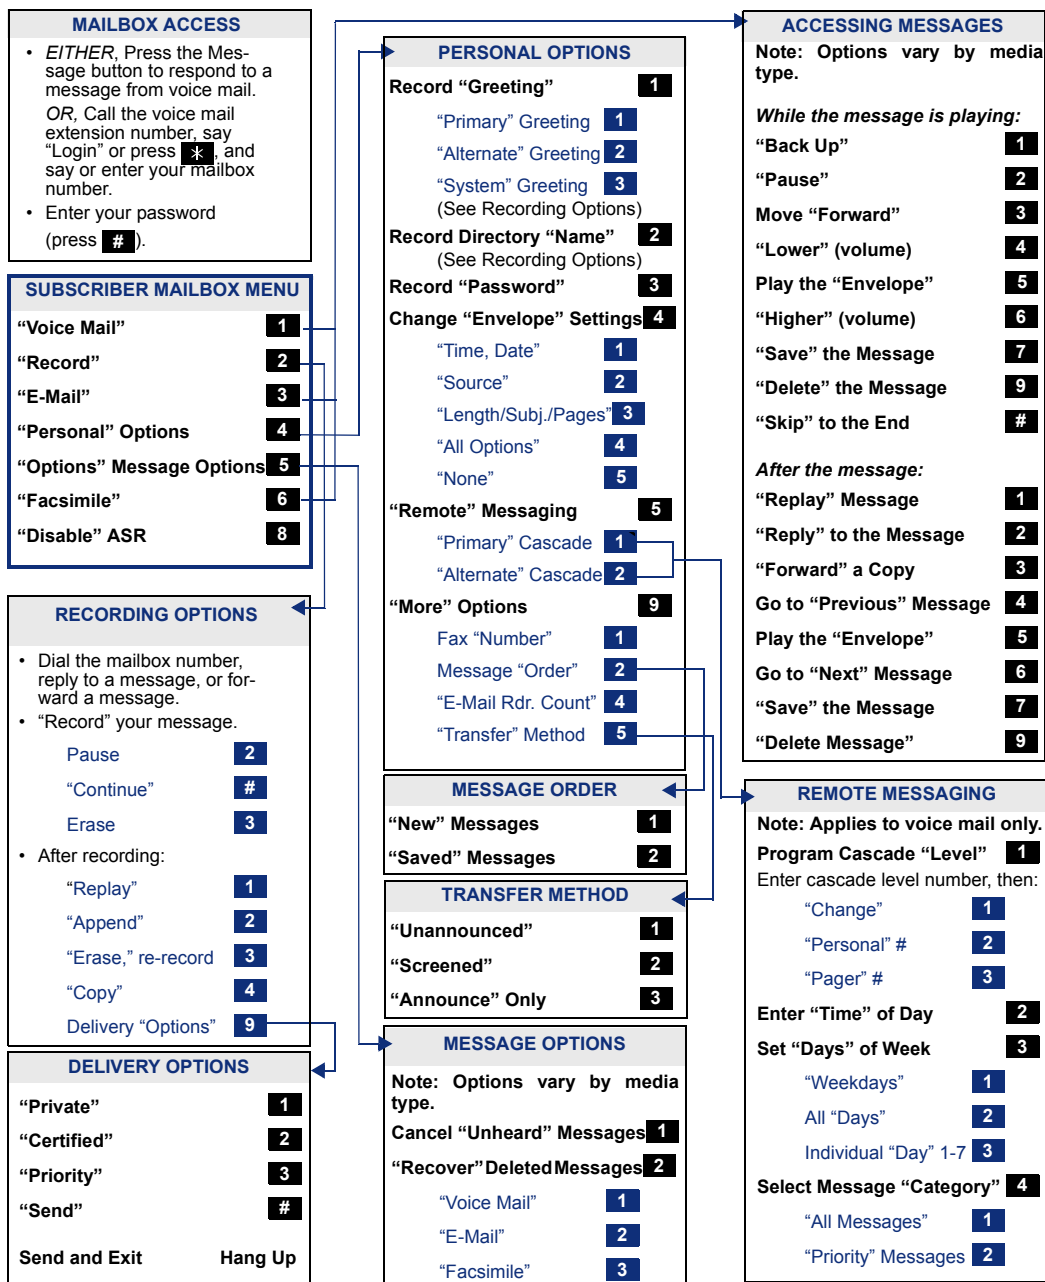 MAILBOX ACCESS
• EITHER, Press the Mes-
sage button to respond to a
message from voice mail.
OR, Call the voice mail
extension number, say
“Login” or press * , and
say or enter your mailbox
number.
• Enter your password
(press # ).
SUBSCRIBER MAILBOX MENU
“Voice Mail” 1
“Record” 2
“E-Mail” 3
“Personal” Options 4
“Options” Message Options 5
“Facsimile” 6
“Disable” ASR 8
RECORDING OPTIONS
• Dial the mailbox number,
reply to a message, or for-
ward a message.
• “Record” your message.
Pause 2
“Continue” #
Erase 3
• After recording:
“Replay” 1
“Append” 2
“Erase,” re-record 3
“Copy” 4
Delivery “Options” 9
DELIVERY OPTIONS
“Private” 1
“Certified” 2
“Priority” 3
“Send” #
Send and Exit Hang Up
PERSONAL OPTIONS
Record “Greeting” 1
“Primary” Greeting 1
“Alternate” Greeting 2
“System” Greeting 3
(See Recording Options)
Record Directory “Name” 2
(See Recording Options)
Record “Password” 3
Change “Envelope” Settings 4
“Time, Date” 1
“Source” 2
“Length/Subj./Pages” 3
“All Options” 4
“None” 5
“Remote” Messaging 5
“Primary” Cascade 1
“Alternate” Cascade 2
“More” Options 9
Fax “Number” 1
Message “Order” 2
“E-Mail Rdr. Count” 4
“Transfer” Method 5
MESSAGE ORDER
“New” Messages 1
“Saved” Messages 2
TRANSFER METHOD
“Unannounced” 1
“Screened” 2
“Announce” Only 3
MESSAGE OPTIONS
Note: Options vary by media
type.
Cancel “Unheard” Messages 1
“Recover” Deleted Messages 2
“Voice Mail” 1
“E-Mail” 2
“Facsimile” 3
ACCESSING MESSAGES
Note: Options vary by media
type.
While the message is playing:
“Back Up” 1
“Pause” 2
Move “Forward” 3
“Lower” (volume) 4
Play the “Envelope” 5
“Higher” (volume) 6
“Save” the Message 7
“Delete” the Message 9
“Skip” to the End #
After the message:
“Replay” Message 1
“Reply” to the Message 2
“Forward” a Copy 3
Go to “Previous” Message 4
Play the “Envelope” 5
Go to “Next” Message 6
“Save” the Message 7
“Delete Message” 9
REMOTE MESSAGING
Note: Applies to voice mail only.
Program Cascade “Level” 1
Enter cascade level number, then:
“Change” 1
“Personal” # 2
“Pager” # 3
Enter “Time” of Day 2
Set “Days” of Week 3
“Weekdays” 1
All “Days” 2
Individual “Day” 1-7 3
Select Message “Category” 4
“All Messages” 1
“Priority” Messages 2